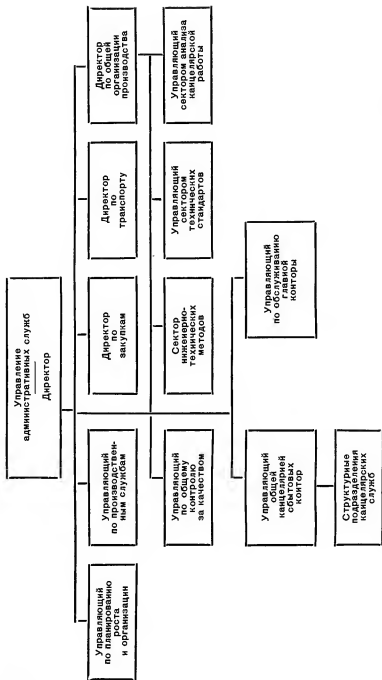 Управление
административных служб
Директор
Управляющий
по планированию
роста
и организации
Управляющий
по производствен-
ным службам
Директор
по
закупкам
Директор
по
транспорту
Директор
по общей
организации
производства
Управляющий
по общему
контролю
за качеством
Сектор
инженерно-
технических
методов
Управляющий
сектором
технических
стандартов
Управляющий
сектором анализа
канцелярской
работы
Управляющий
общей
канцелярией
сбытовых
контор
Управляющий
по обслуживанию
главной
конторы
Структурные
подразделения
канцелярских
служб